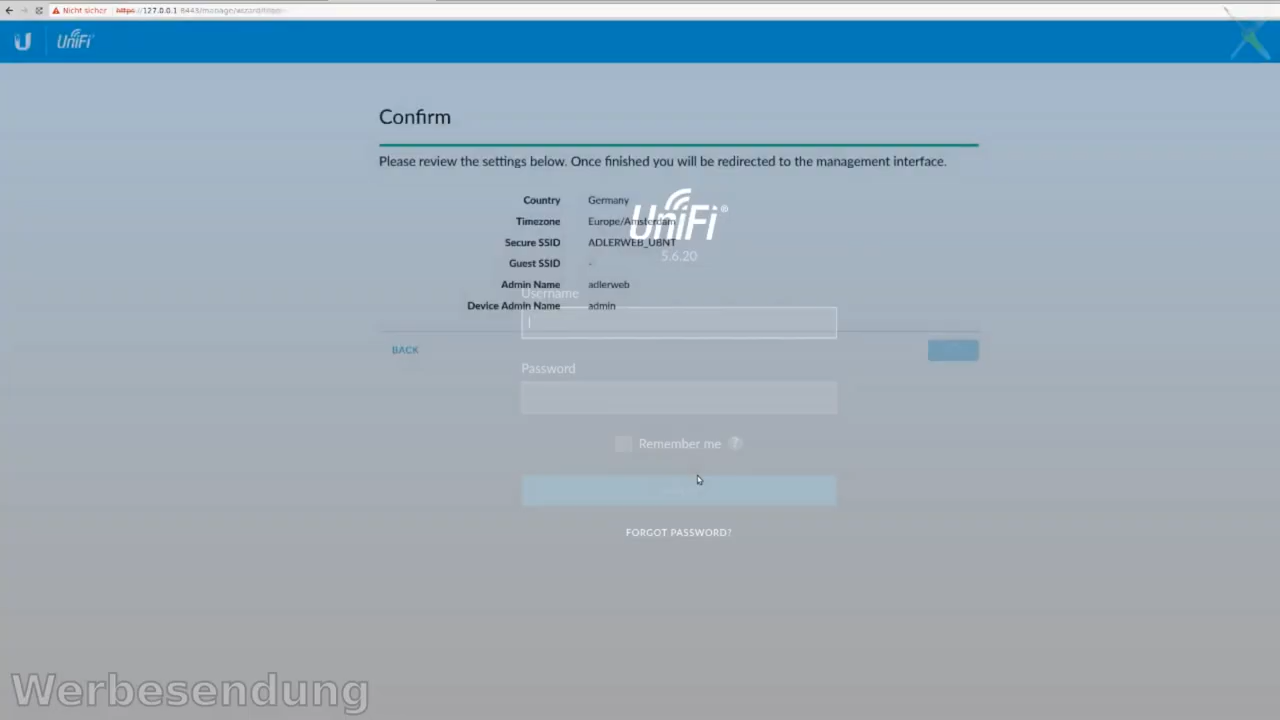 Nicht sicher https://127.0.0.1:8443/manage/wizard/
UniFi
Confirm
Please review the settings below. Once finished you will be redirected to the management interface.
Country Germany
Timezone Europe/Amsterdam
Secure SSID ADLERWEB_UBNT
Guest SSID -
Admin Name adlerweb
Device Admin Name admin
BACK
UniFi®
5.6.20
Username
Password
Remember me ?
FORGOT PASSWORD?
Werbesendung